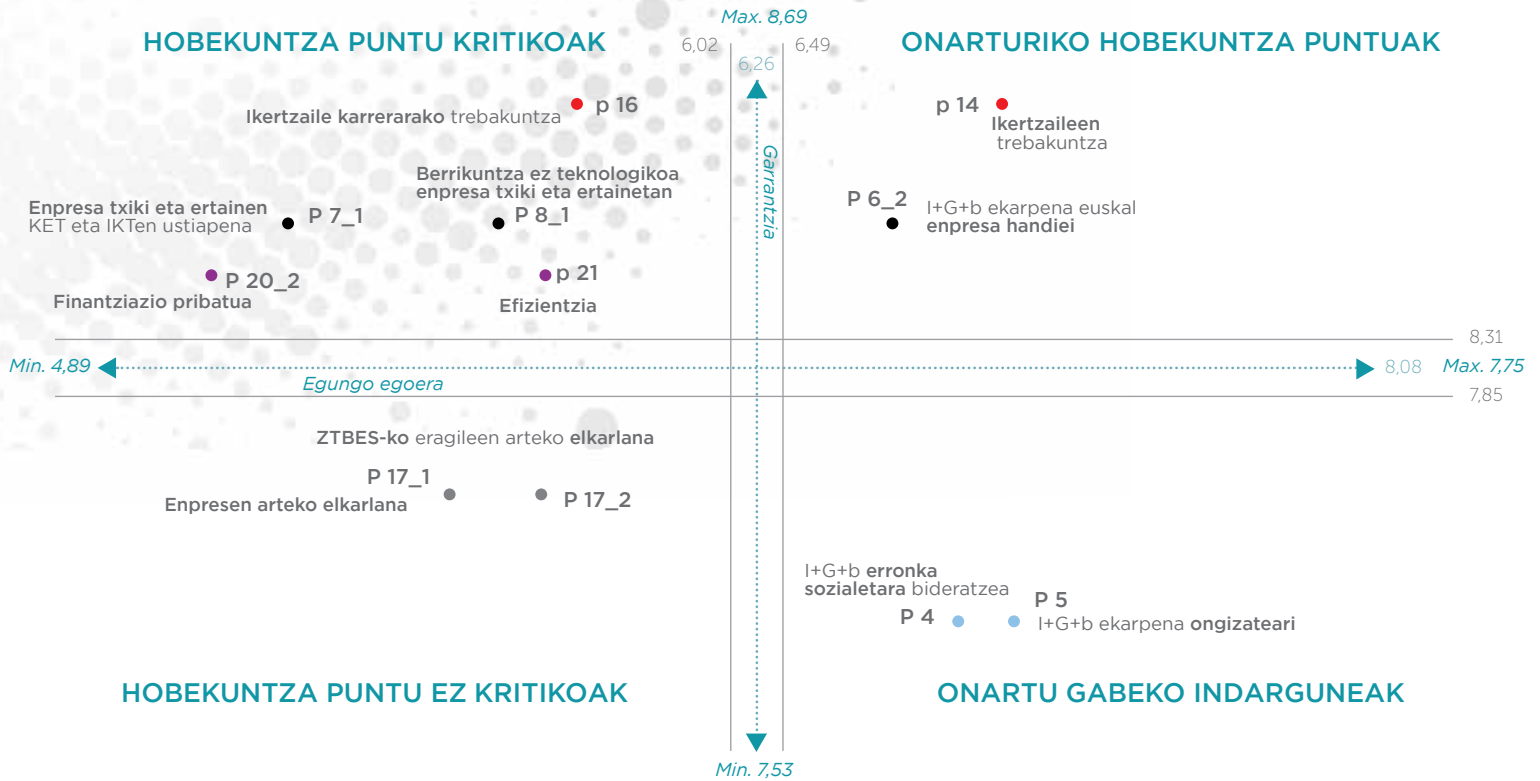 Max. 8,69
HOBEKUNTZA PUNTU KRITIKOAK
6,02
6,49
ONARTURIKO HOBEKUNTZA PUNTUAK
6,26
p 16
Ikertzaile karrerarako trebakuntza
p 14
Ikertzaileen
trebakuntza
Garrantzia
Berrikuntza ez teknologikoa
enpresa txiki eta ertainetan
P 8_1
Enpresa txiki eta ertainen
KET eta IKTen ustiapena
P 7_1
P 6_2
I+G+b ekarpena euskal
enpresa handiei
P 20_2
Finantziazio pribatua
p 21
Efizientzia
8,31
Min. 4,89
Egungo egoera
8,08
Max. 7,75
7,85
ZTBES-ko eragileen arteko elkarlana
P 17_1
Enpresen arteko elkarlana
P 17_2
I+G+b erronka
sozialetara bideratzea
P 4
P 5
I+G+b ekarpena ongizateari
HOBEKUNTZA PUNTU EZ KRITIKOAK
ONARTU GABEKO INDARGUNEAK
Min. 7,53